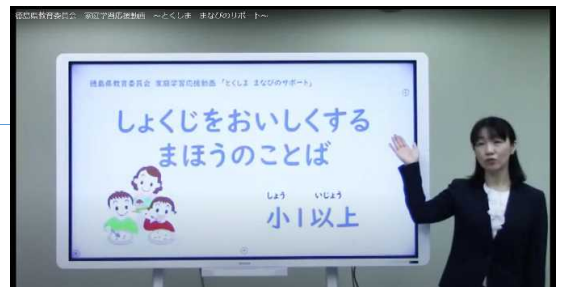 徳島県教育委員会 家庭学習応援動画 ～とくしま まなびのサポート～
徳島県教育委員会 家庭学習応援動画 「とくしま まなびのサポート」
しょくじをおいしくする
まほうのことば
しょう いじょう
小1以上